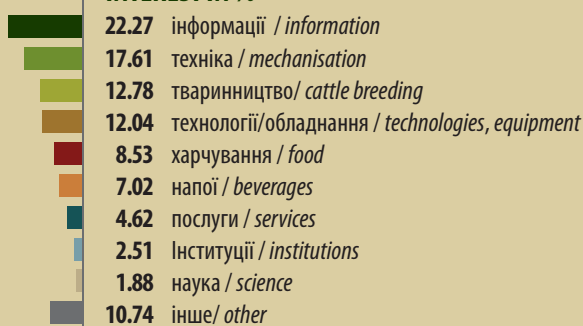 22.27 інформації / information
17.61 техніка / mechanisation
12.78 тваринництво/ cattle breeding
12.04 технології/обладнання / technologies, equipment
8.53 харчування / food
7.02 напої / beverages
4.62 послуги / services
2.51 Інституції / institutions
1.88 наука / science
10.74 інше/ other